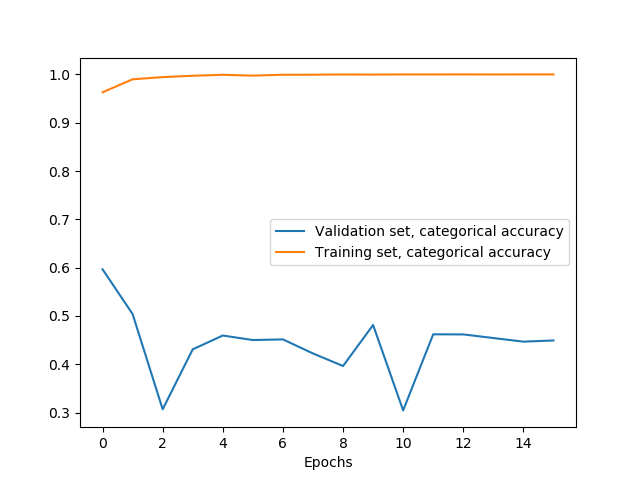 1.0
0.9
0.8
0.7
0.6
0.5
0.4
0.3
Validation set, categorical accuracy
Training set, categorical accuracy
0 2 4 6 8 10 12 14
Epochs